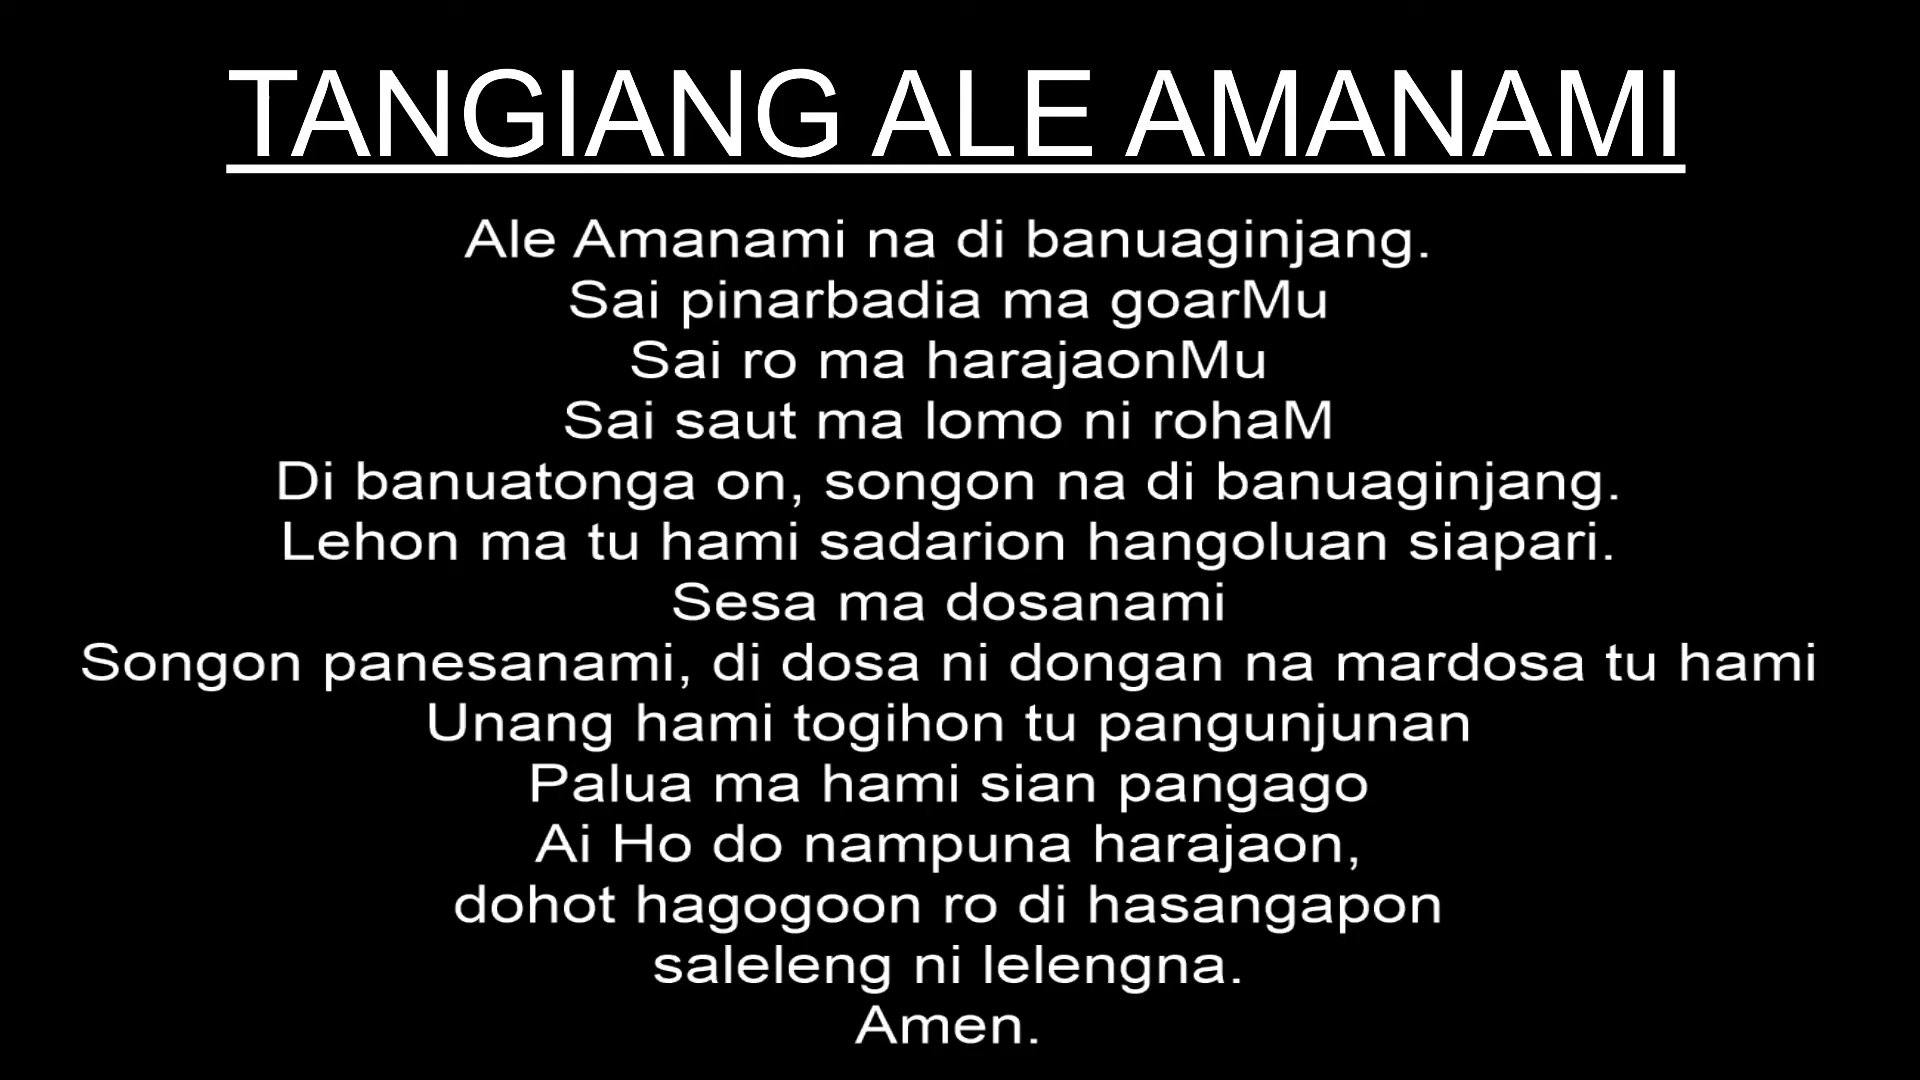 TANGIANG ALE AMANAMI
Ale Amanami na di banuaginjang.
Sai pinarbadia ma goarMu
Sai ro ma harajaonMu
Sai saut ma lomo ni rohaM
Di banuatonga on, songon na di banuaginjang.
Lehon ma tu hami sadarion hangoluan siapari.
Sesa ma dosanami
Songon panesanami, di dosa ni dongan na mardosa tu hami
Unang hami togihon tu pangunjunan
Palua ma hami sian pangago
Ai Ho do nampuna harajaon,
dohot hagogoon ro di hasangapon
saleleng ni lelengna.
Amen.